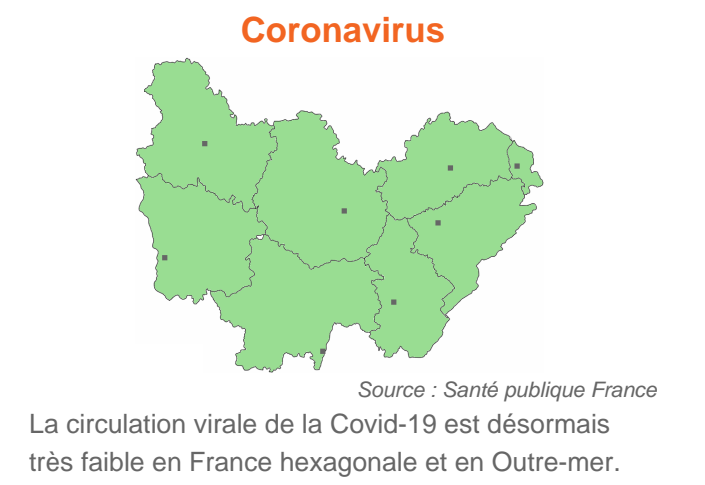 Coronavirus
Source : Santé publique France
La circulation virale de la Covid-19 est désormais
très faible en France hexagonale et en Outre-mer.